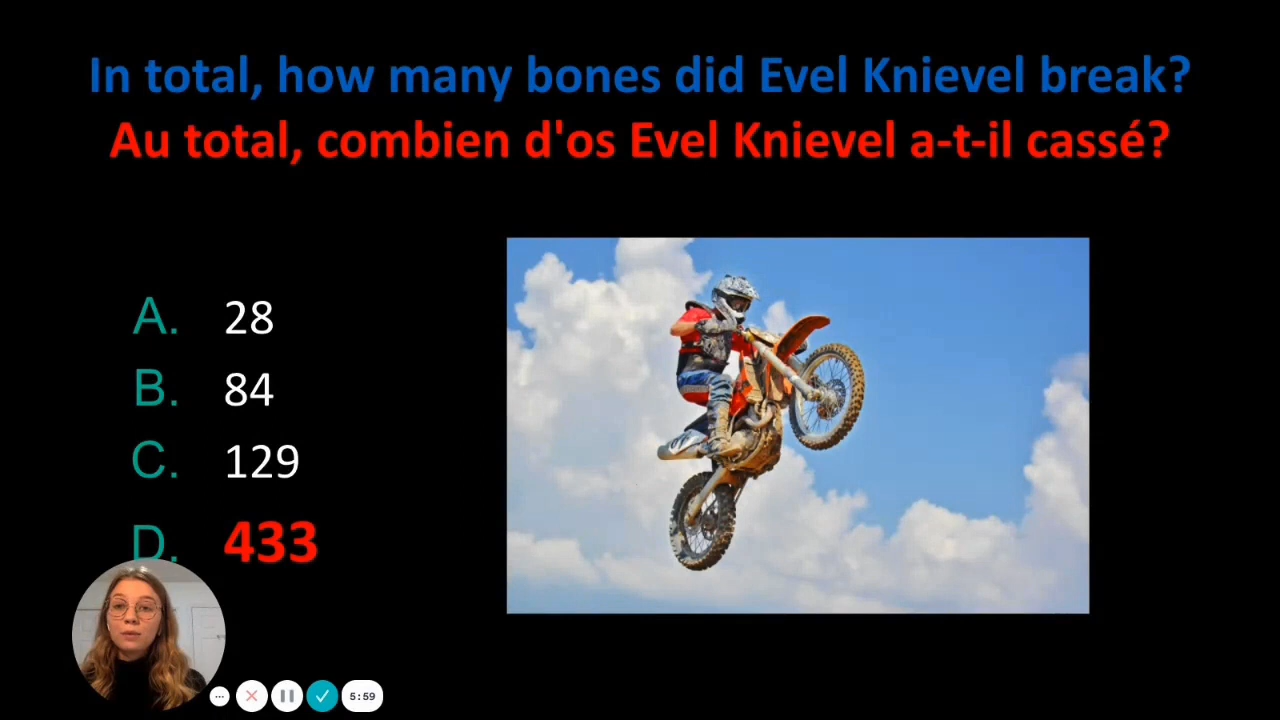 In total, how many bones did Evel Knievel break?
Au total, combien d'os Evel Knievel a-t-il cassé?
A. 28
B. 84
C. 129
D. 433
5:59